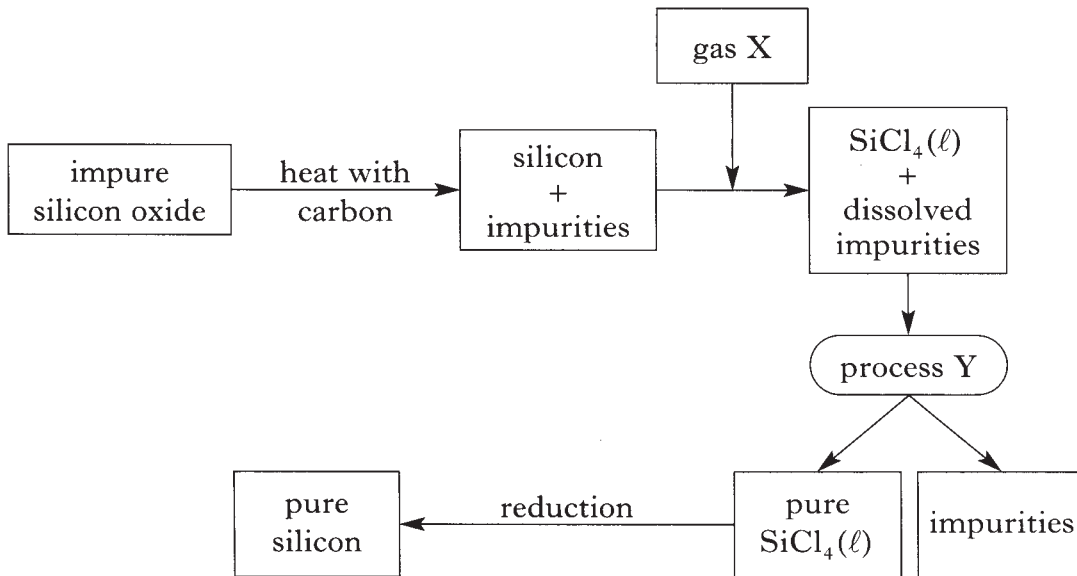 gas X
impure
silicon oxide
heat with
carbon
silicon
+
impurities
SiCl₄(ℓ)
+
dissolved
impurities
process Y
pure
silicon
reduction
pure
SiCl₄(ℓ)
impurities